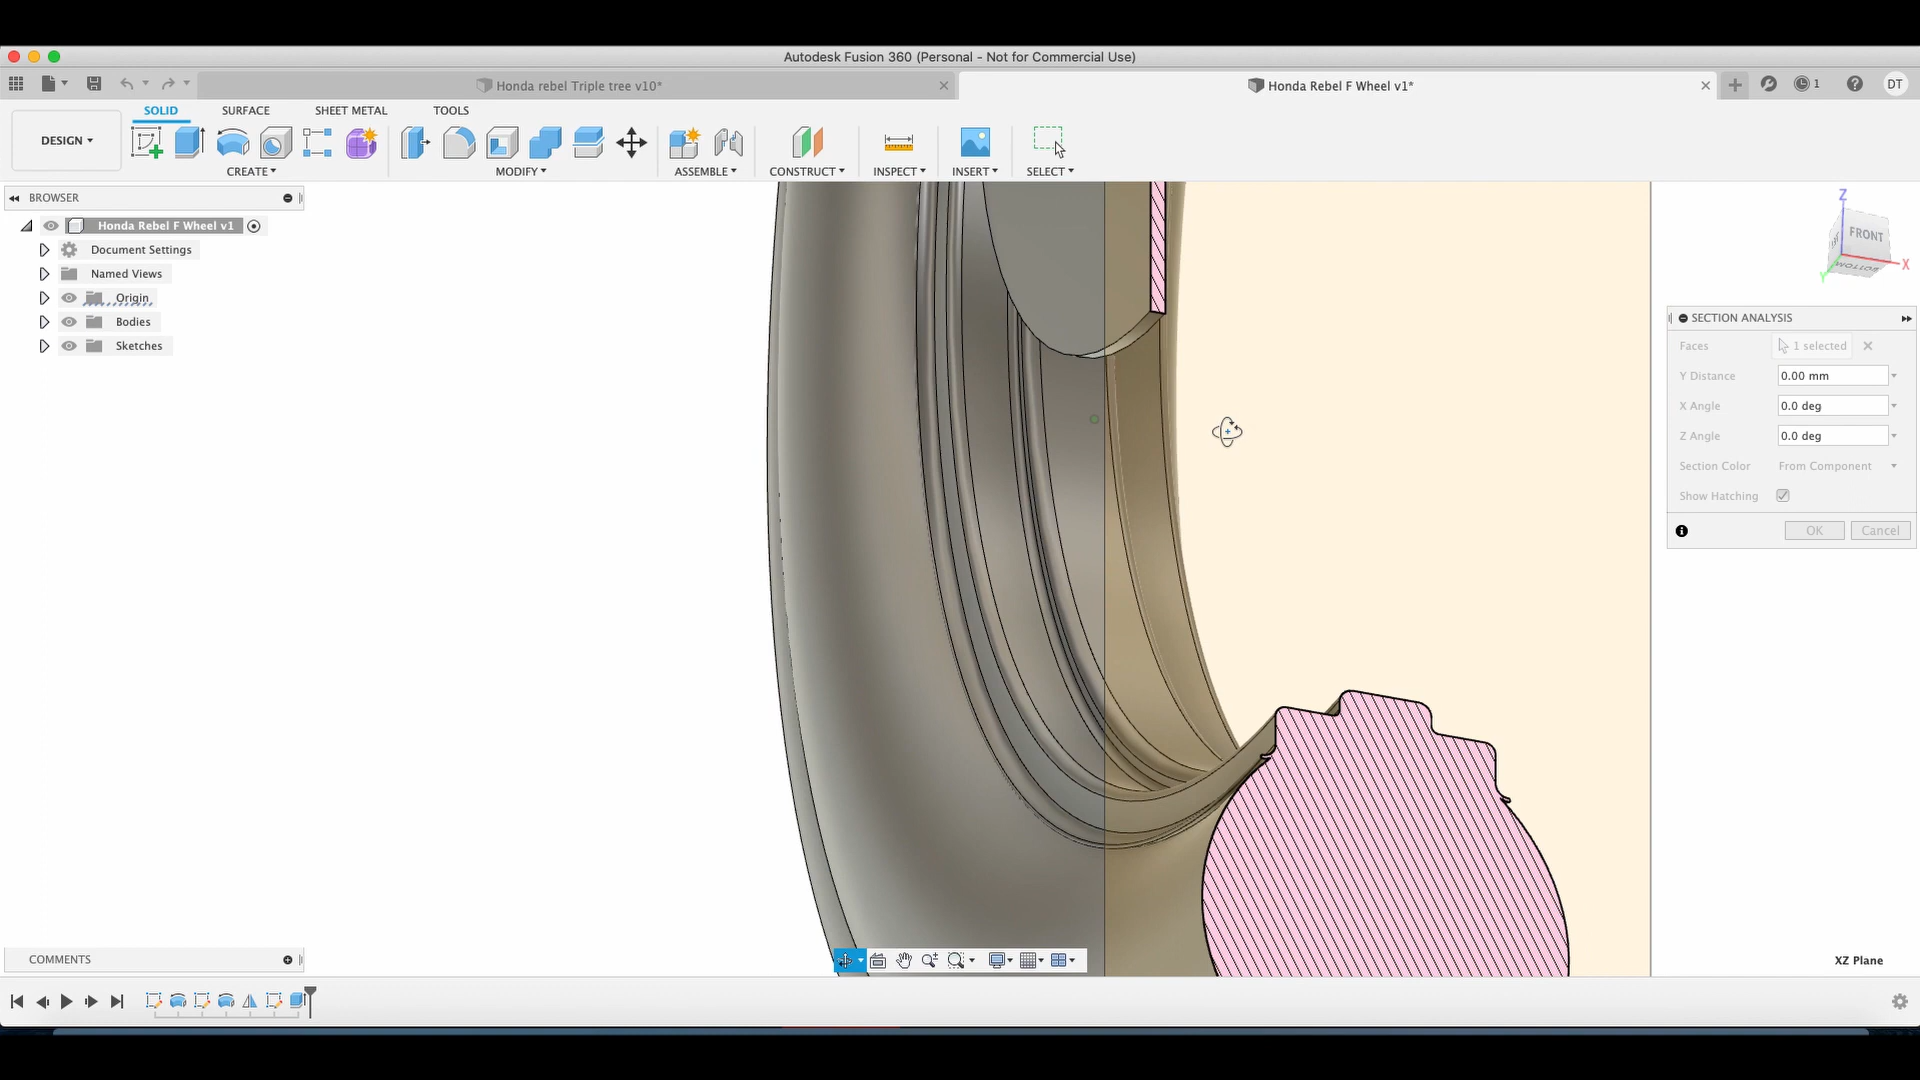 Autodesk Fusion 360 (Personal - Not for Commercial Use)
Honda rebel Triple tree v10*
Honda Rebel F Wheel v1*
1
DT
SOLID
SURFACE
SHEET METAL
TOOLS
DESIGN
CREATE
MODIFY
ASSEMBLE
CONSTRUCT
INSPECT
INSERT
SELECT
BROWSER
Honda Rebel F Wheel v1
Document Settings
Named Views
Origin
Bodies
Sketches
Z
FRONT
X
BOTTOM
Y
SECTION ANALYSIS
Faces
1 selected
Y Distance
0.00 mm
X Angle
0.0 deg
Z Angle
0.0 deg
Section Color
From Component
Show Hatching
OK
Cancel
COMMENTS
XZ Plane